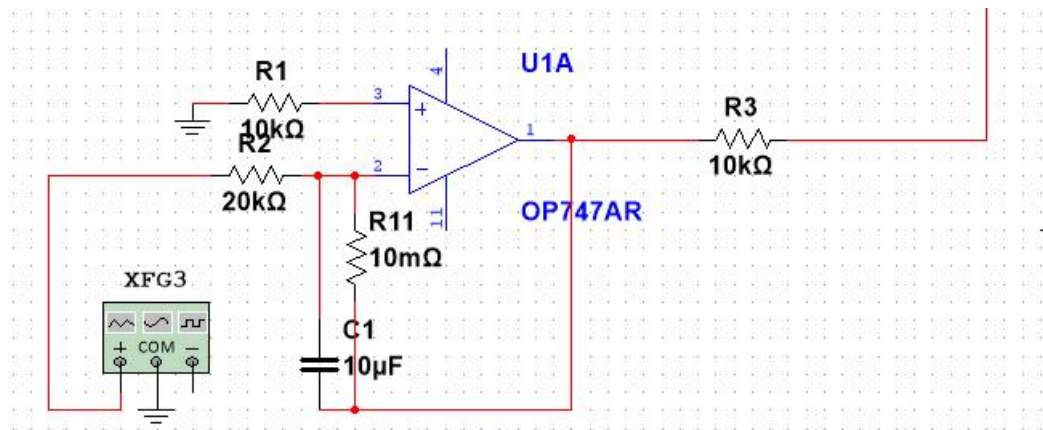 U1A
4
R1
3
+
10kΩ
R2
1
R3
10kΩ
2
−
20kΩ
11
OP747AR
R11
10mΩ
XFG3
+ COM −
C1
10µF